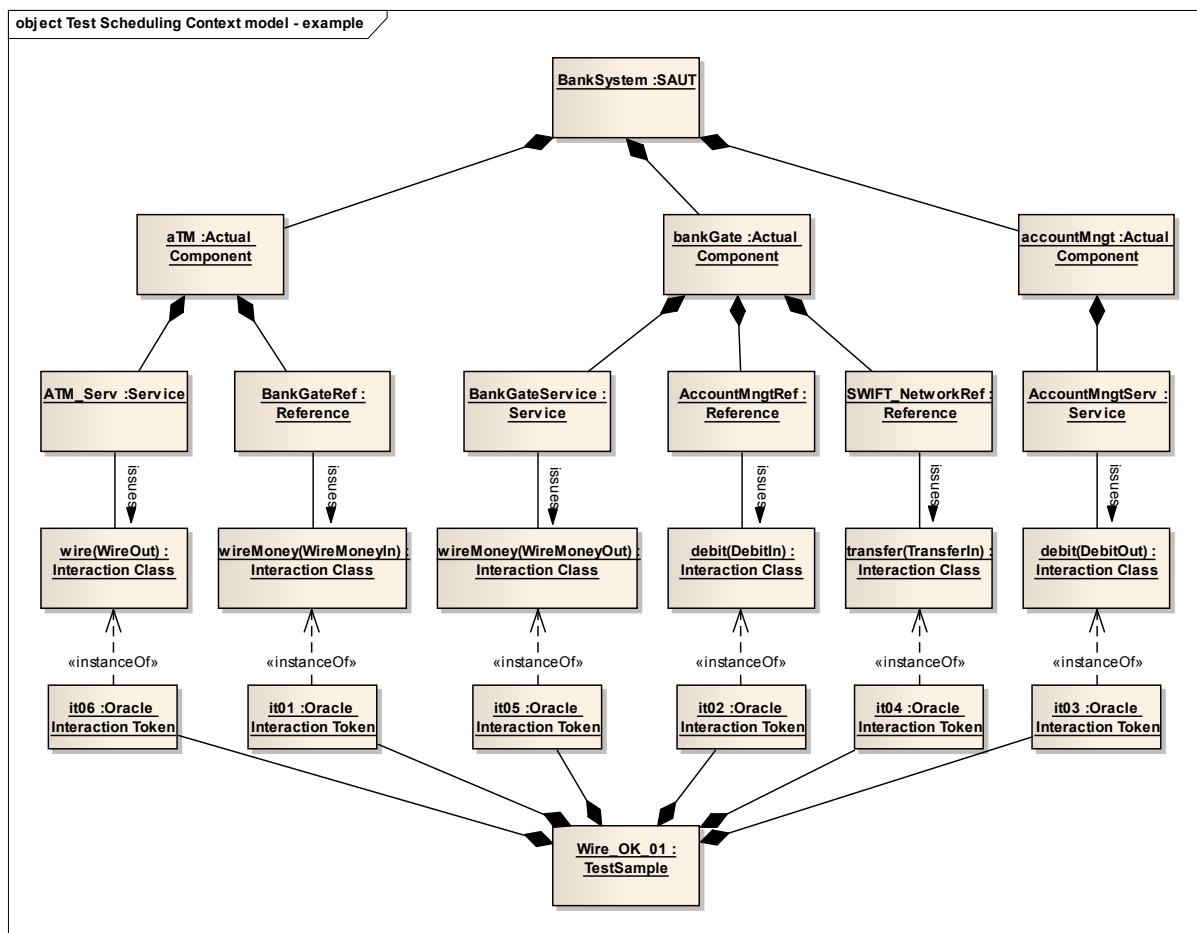 object Test Scheduling Context model - example
BankSystem :SAUT
aTM :Actual
Component
bankGate :Actual
Component
accountMngt :Actual
Component
ATM_Serv :Service
BankGateRef :
Reference
BankGateService :
Service
AccountMngtRef :
Reference
SWIFT_NetworkRef :
Reference
AccountMngtServ :
Service
issues
issues
issues
issues
issues
issues
wire(WireOut) :
Interaction Class
wireMoney(WireMoneyIn) :
Interaction Class
wireMoney(WireMoneyOut) :
Interaction Class
debit(DebitIn) :
Interaction Class
transfer(TransferIn) :
Interaction Class
debit(DebitOut) :
Interaction Class
«instanceOf»
«instanceOf»
«instanceOf»
«instanceOf»
«instanceOf»
«instanceOf»
it06 :Oracle
Interaction Token
it01 :Oracle
Interaction Token
it05 :Oracle
Interaction Token
it02 :Oracle
Interaction Token
it04 :Oracle
Interaction Token
it03 :Oracle
Interaction Token
Wire_OK_01 :
TestSample